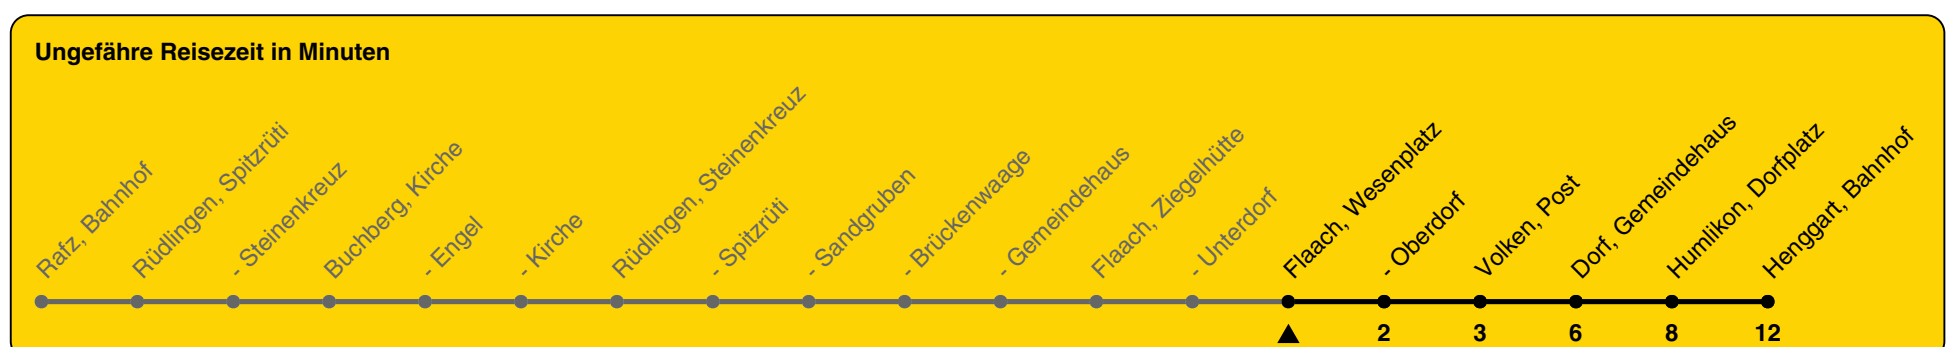 Ungefähre Reisezeit in Minuten
Rafz, Bahnhof
Rüdlingen, Spitzrüti
- Steinenkreuz
Buchberg, Kirche
- Engel
- Kirche
Rüdlingen, Steinenkreuz
- Spitzrüti
- Sandgruben
- Brückenwaage
- Gemeindehaus
Flaach, Ziegelhütte
- Unterdorf
Flaach, Wesenplatz
- Oberdorf
Volken, Post
Dorf, Gemeindehaus
Humlikon, Dorfplatz
Henggart, Bahnhof
2 3 6 8 12